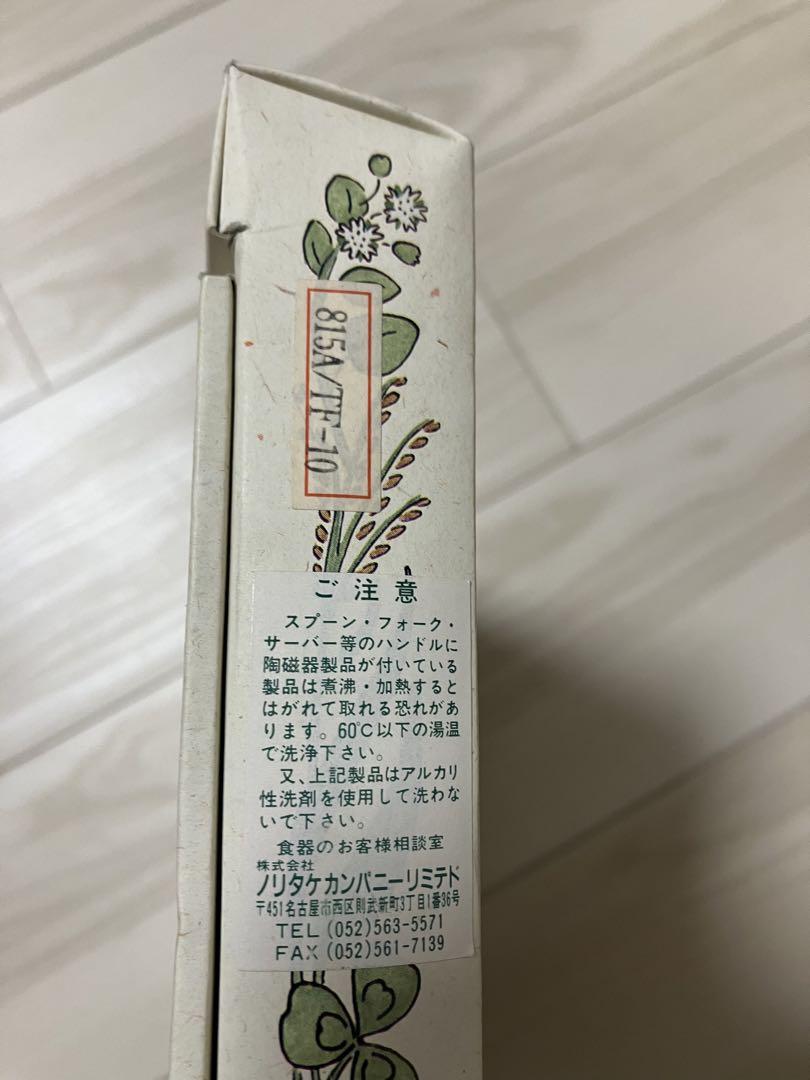 815A/TF-10
ご注意
スプーン・フォーク・
サーバー等のハンドルに
陶磁器製品が付いている
製品は煮沸・加熱すると
はがれて取れる恐れがあ
ります。60℃以下の湯温
で洗浄下さい。
又、上記製品はアルカリ
性洗剤を使用して洗わな
いで下さい。
食器のお客様相談室
株式会社
ノリタケカンパニーリミテド
〒451名古屋市西区則武新町3丁目1番36号
TEL (052)563-5571
FAX (052)561-7139